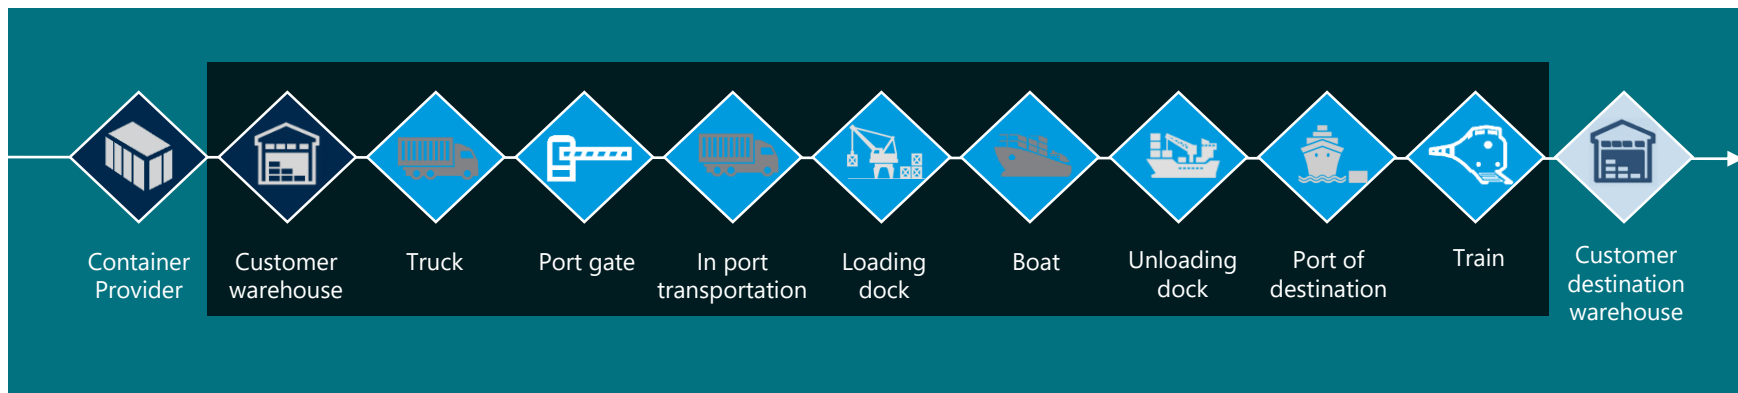 Container
Provider
Customer
warehouse
Truck
Port gate
In port
transportation
Loading
dock
Boat
Unloading
dock
Port of
destination
Train
Customer
destination
warehouse